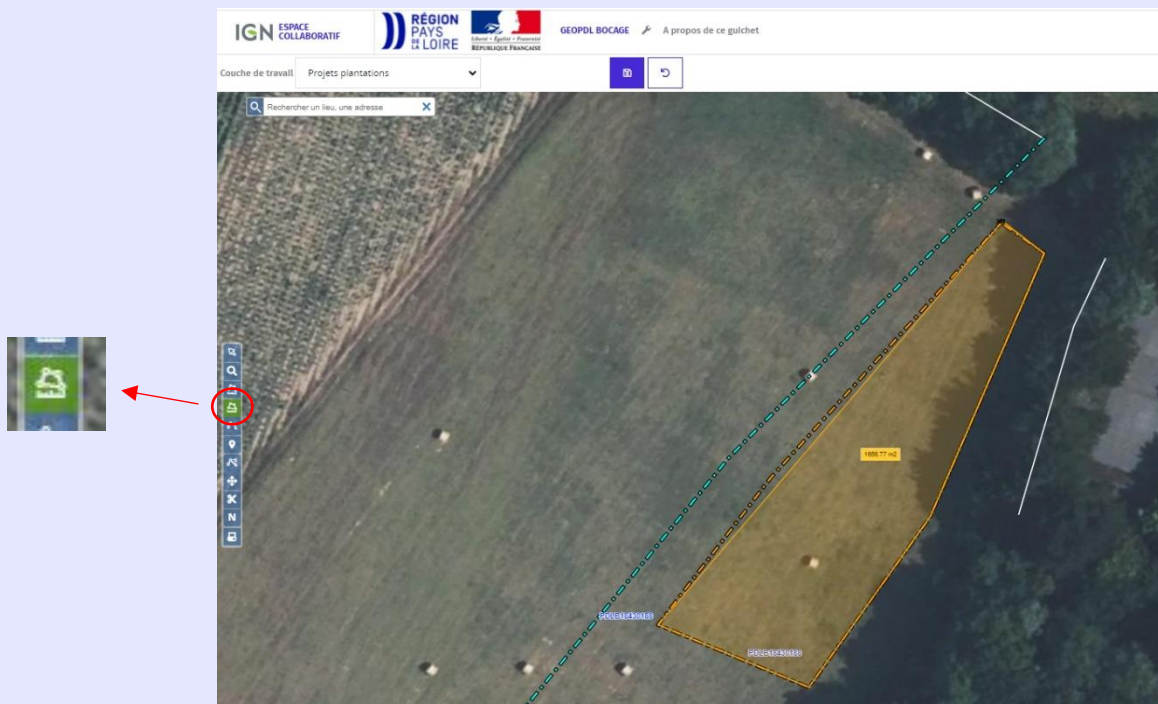 IGN ESPACE COLLABORATIF
RÉGION PAYS DE LA LOIRE
Liberté • Égalité • Fraternité
RÉPUBLIQUE FRANÇAISE
GEOPDL BOCAGE
A propos de ce guichet
Couche de travail
Projets plantations
Rechercher un lieu, une adresse
N